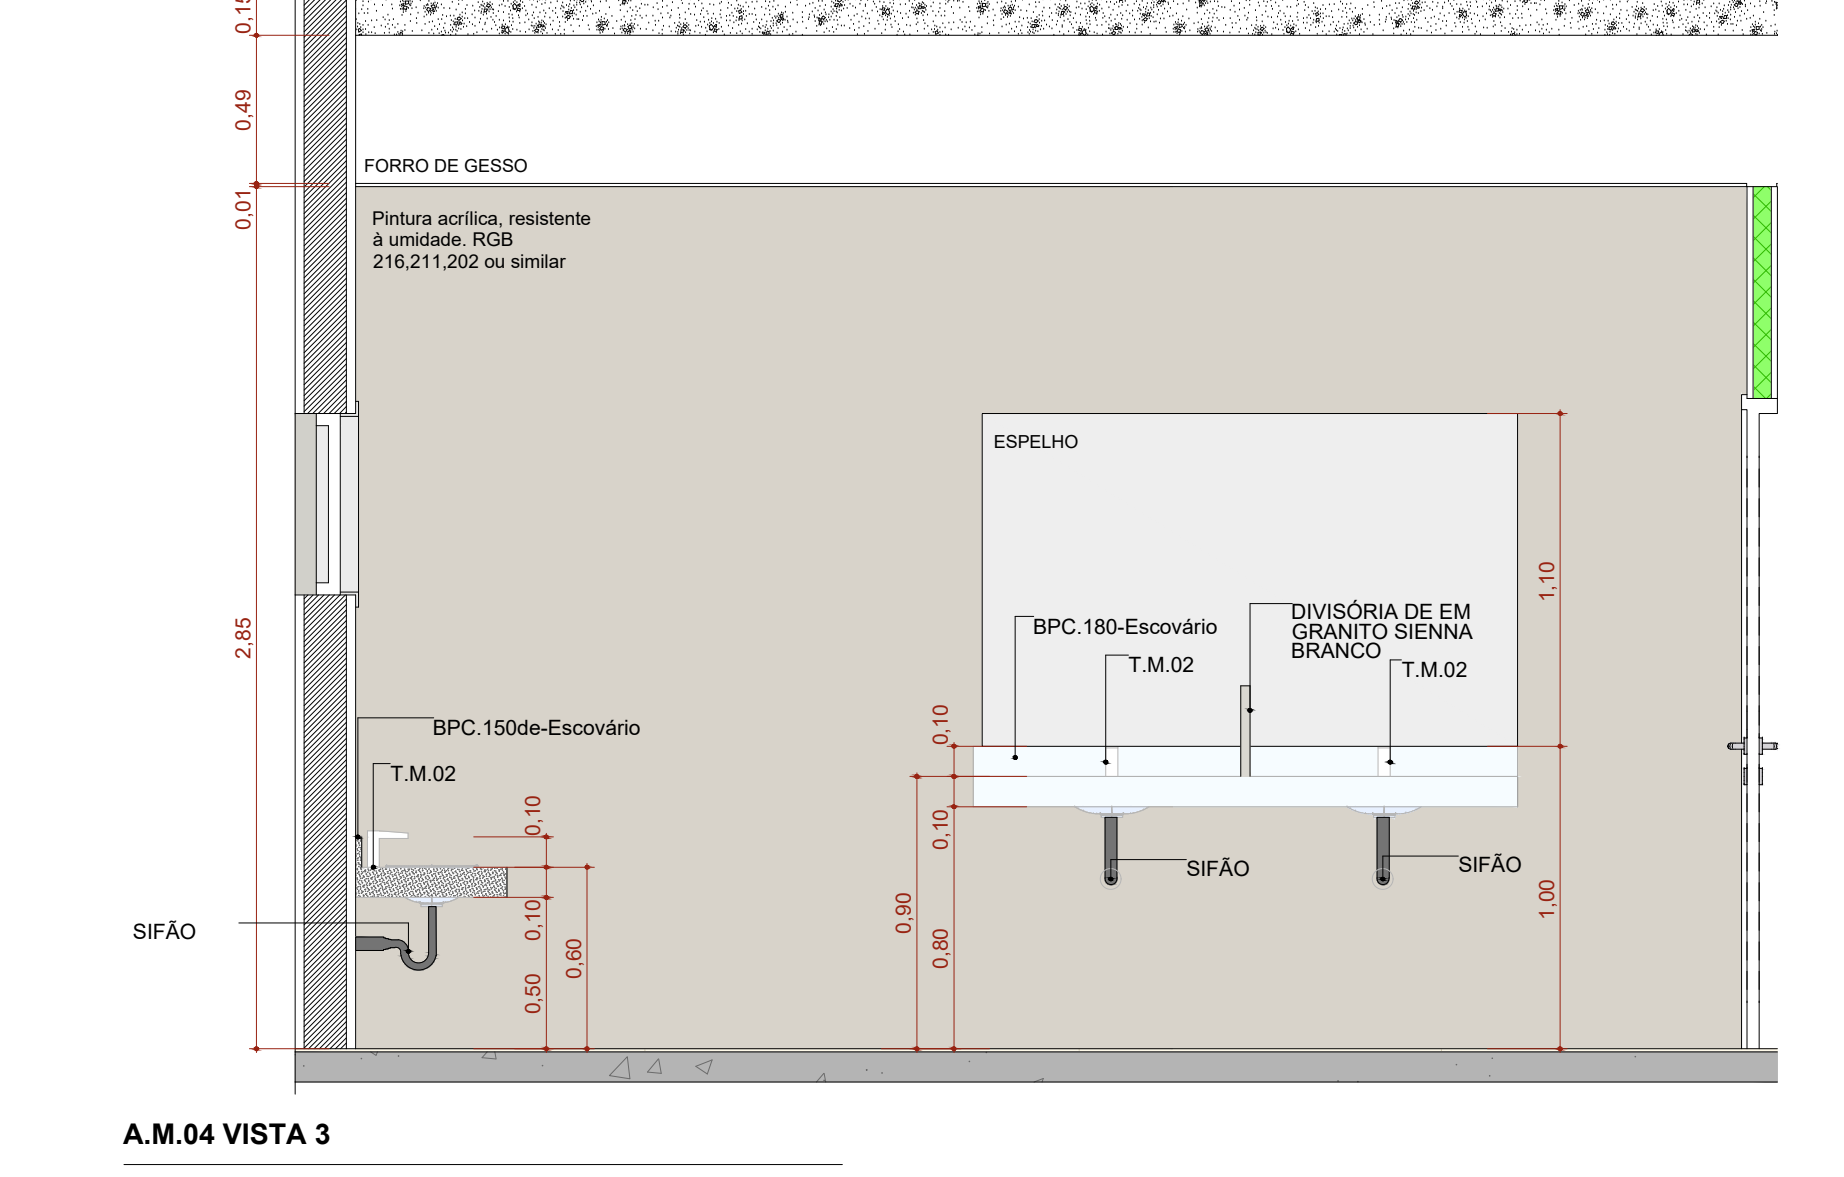 0,15
0,49
FORRO DE GESSO
0,01
Pintura acrílica, resistente
à umidade. RGB
216,211,202 ou similar
ESPELHO
1,10
DIVISÓRIA DE EM
GRANITO SIENNA
BRANCO
BPC.180-Escovário
T.M.02
T.M.02
2,85
BPC.150de-Escovário
0,10
T.M.02
0,10
0,10
SIFÃO
SIFÃO
0,90
1,00
0,10
SIFÃO
0,80
0,60
0,50
A.M.04 VISTA 3